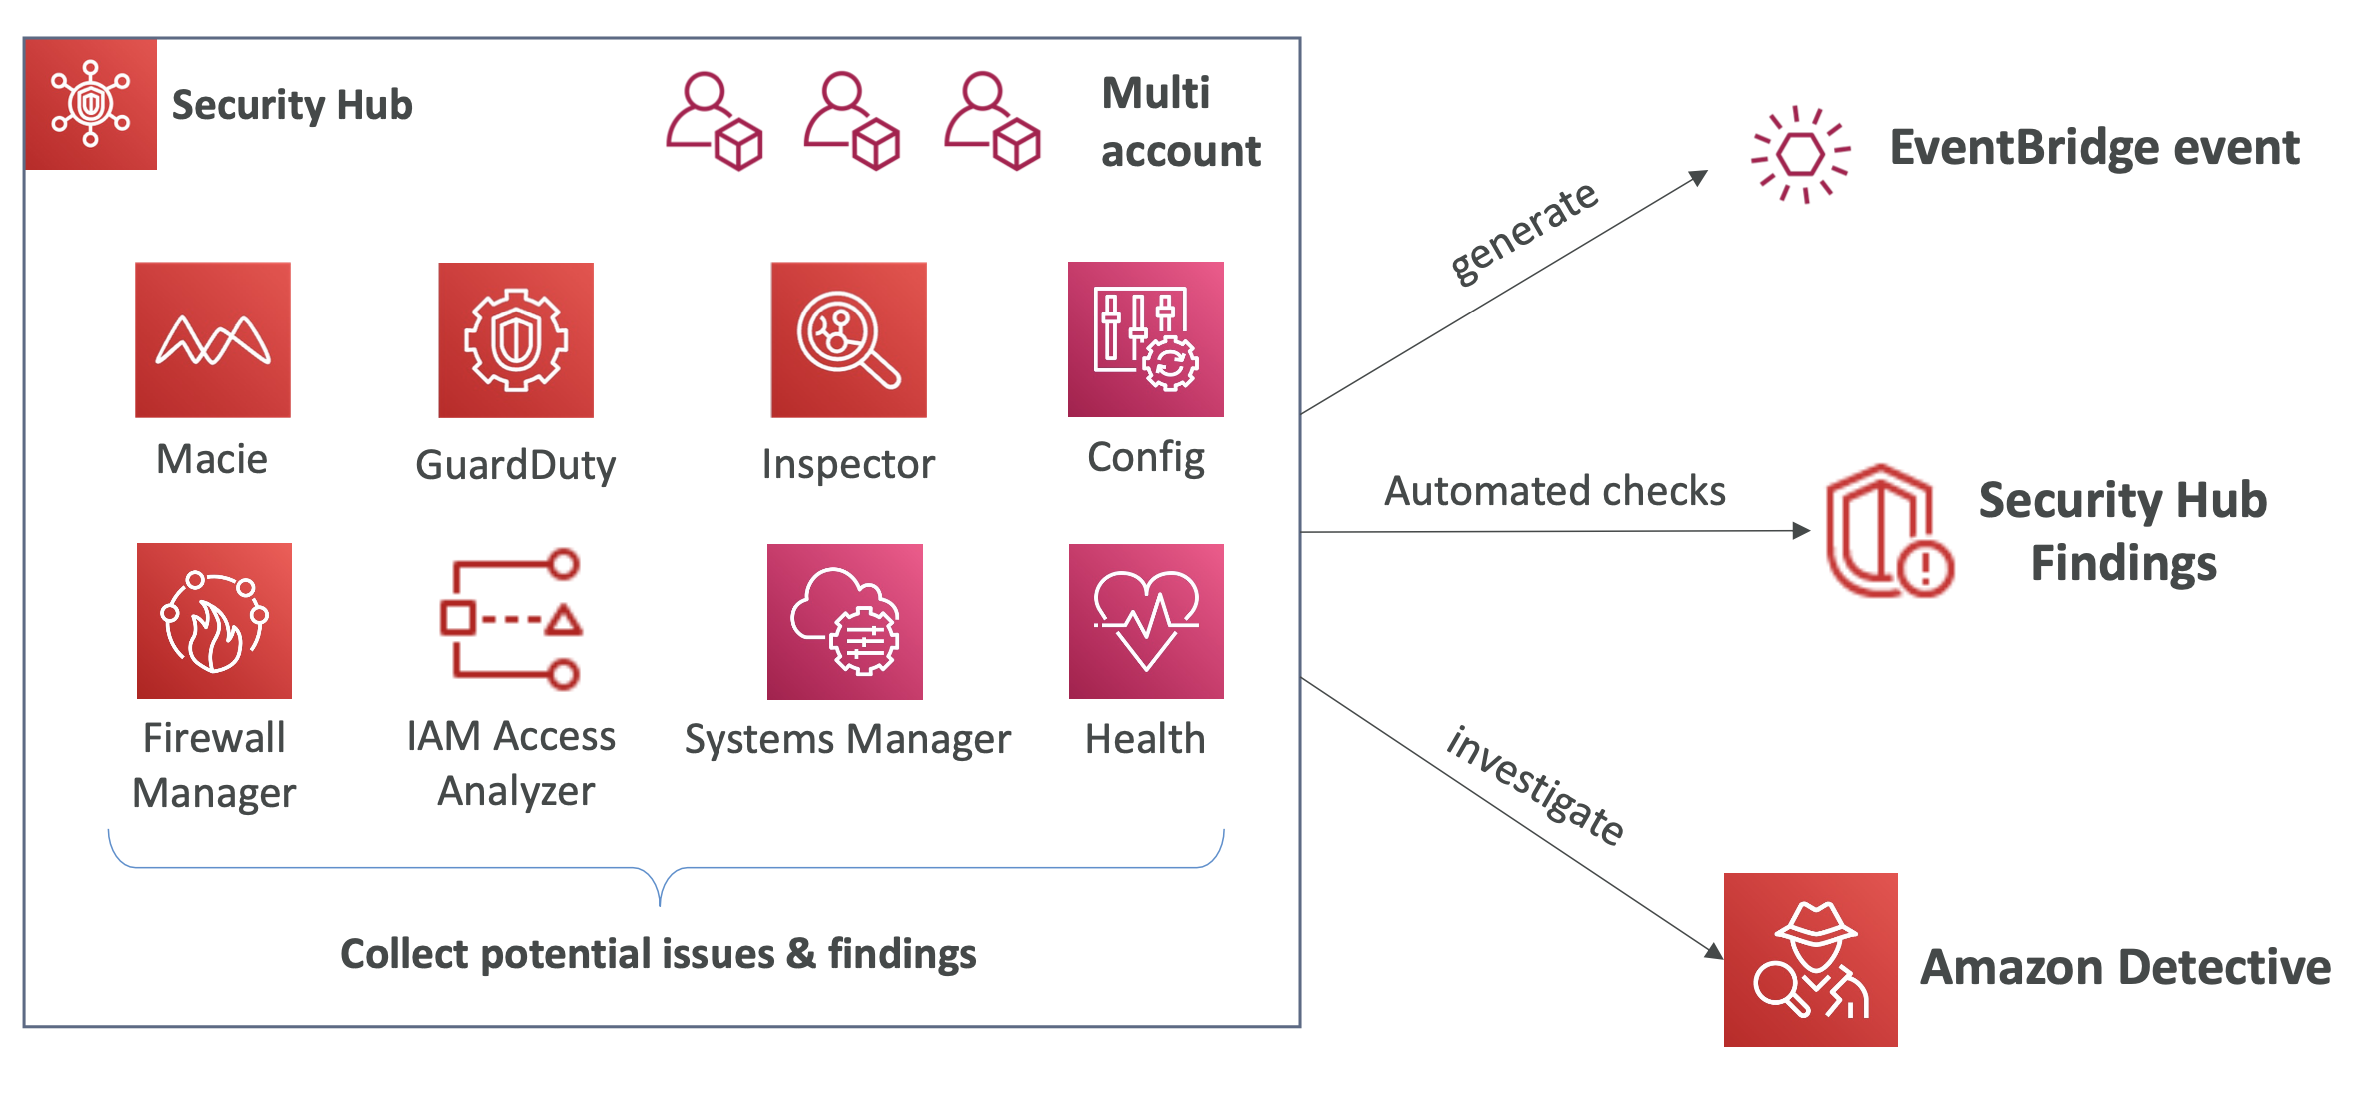 Security Hub
Multi
account
Macie
GuardDuty
Inspector
Config
Firewall
Manager
IAM Access
Analyzer
Systems Manager
Health
Collect potential issues & findings
generate
EventBridge event
Automated checks
Security Hub
Findings
investigate
Amazon Detective